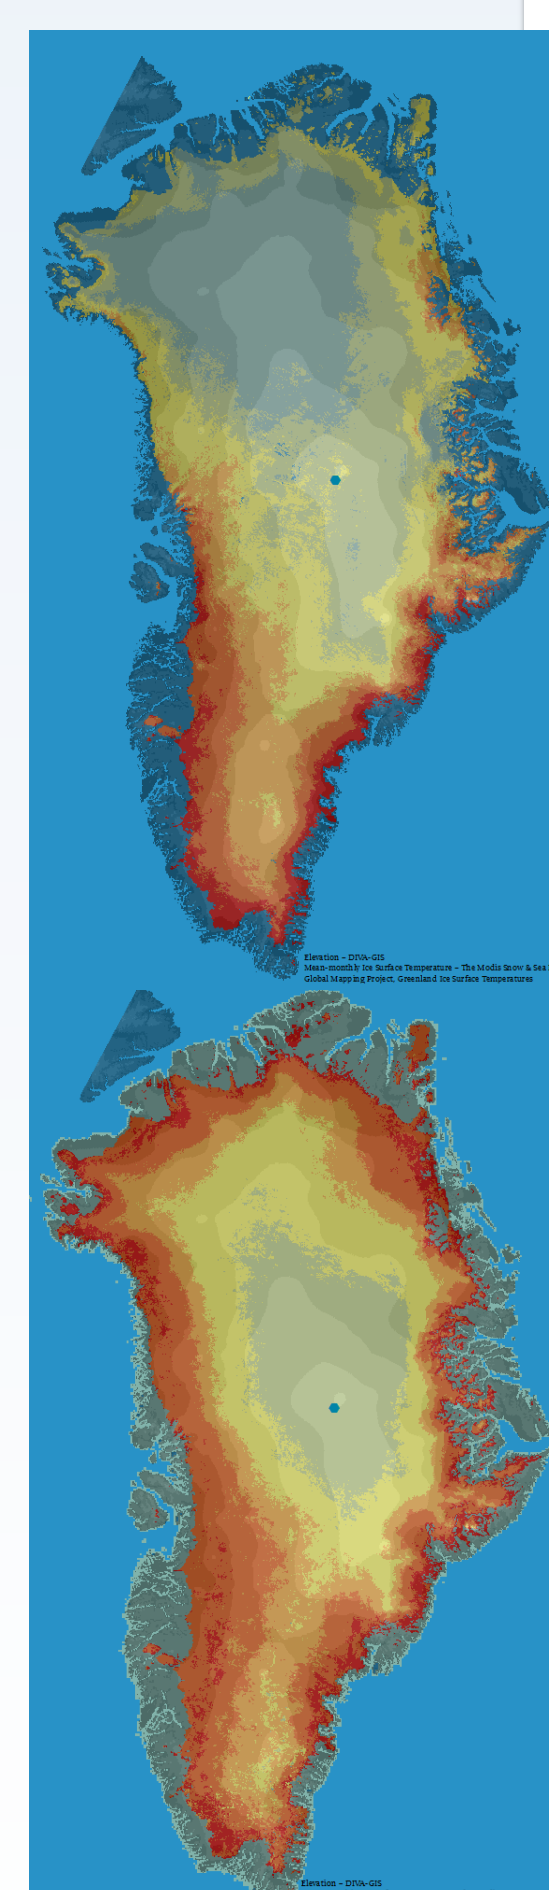 Elevation – DIVA-GIS
Mean-monthly Ice Surface Temperature – The Modis Snow & Sea
Global Mapping Project, Greenland Ice Surface Temperatures
Elevation – DIVA-GIS